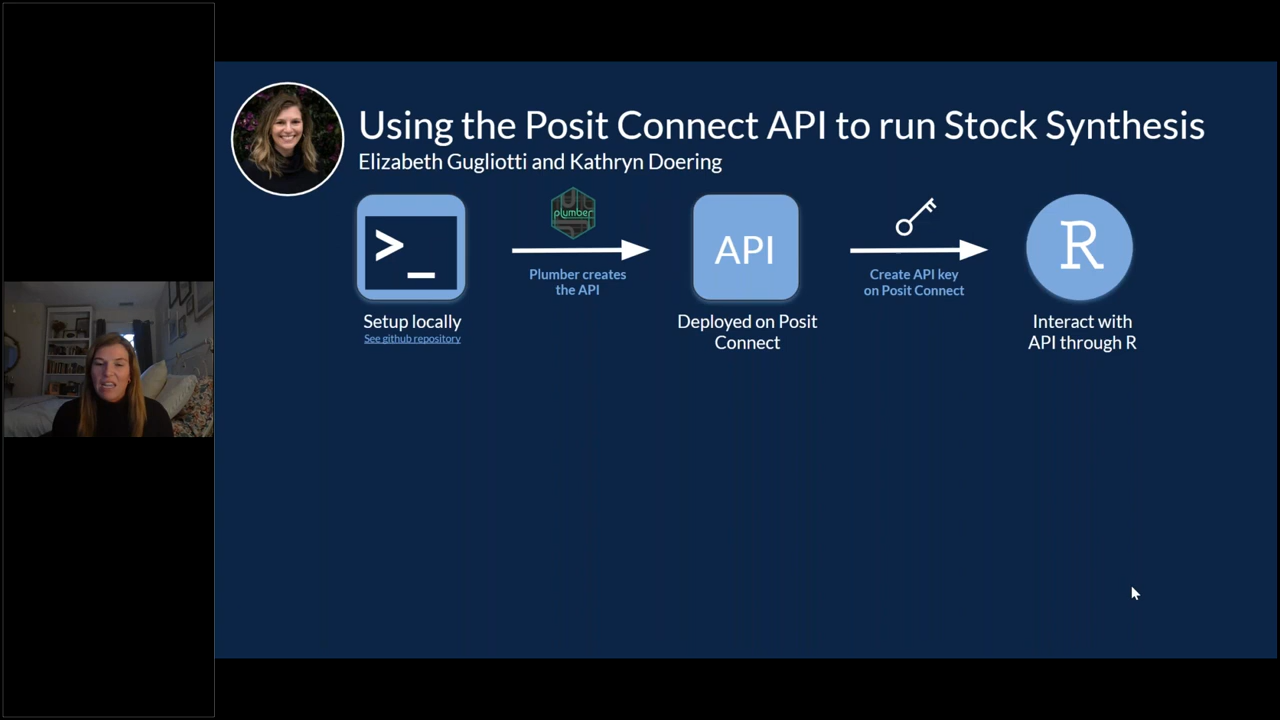 Using the Posit Connect API to run Stock Synthesis
Elizabeth Gugliotti and Kathryn Doering
>_
plumber
Plumber creates
the API
API
Create API key
on Posit Connect
R
Setup locally
See github repository
Deployed on Posit
Connect
Interact with
API through R